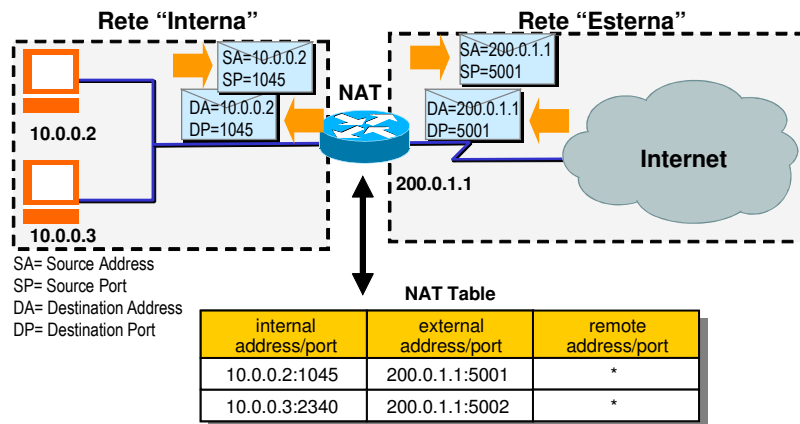 Rete “Interna”
Rete “Esterna”
SA=10.0.0.2
SP=1045
SA=200.0.1.1
SP=5001
NAT
DA=10.0.0.2
DP=1045
DA=200.0.1.1
DP=5001
10.0.0.2
Internet
200.0.1.1
10.0.0.3
SA= Source Address
SP= Source Port
DA= Destination Address
DP= Destination Port
NAT Table
internal address/port
external address/port
remote address/port
10.0.0.2:1045
200.0.1.1:5001
*
10.0.0.3:2340
200.0.1.1:5002
*